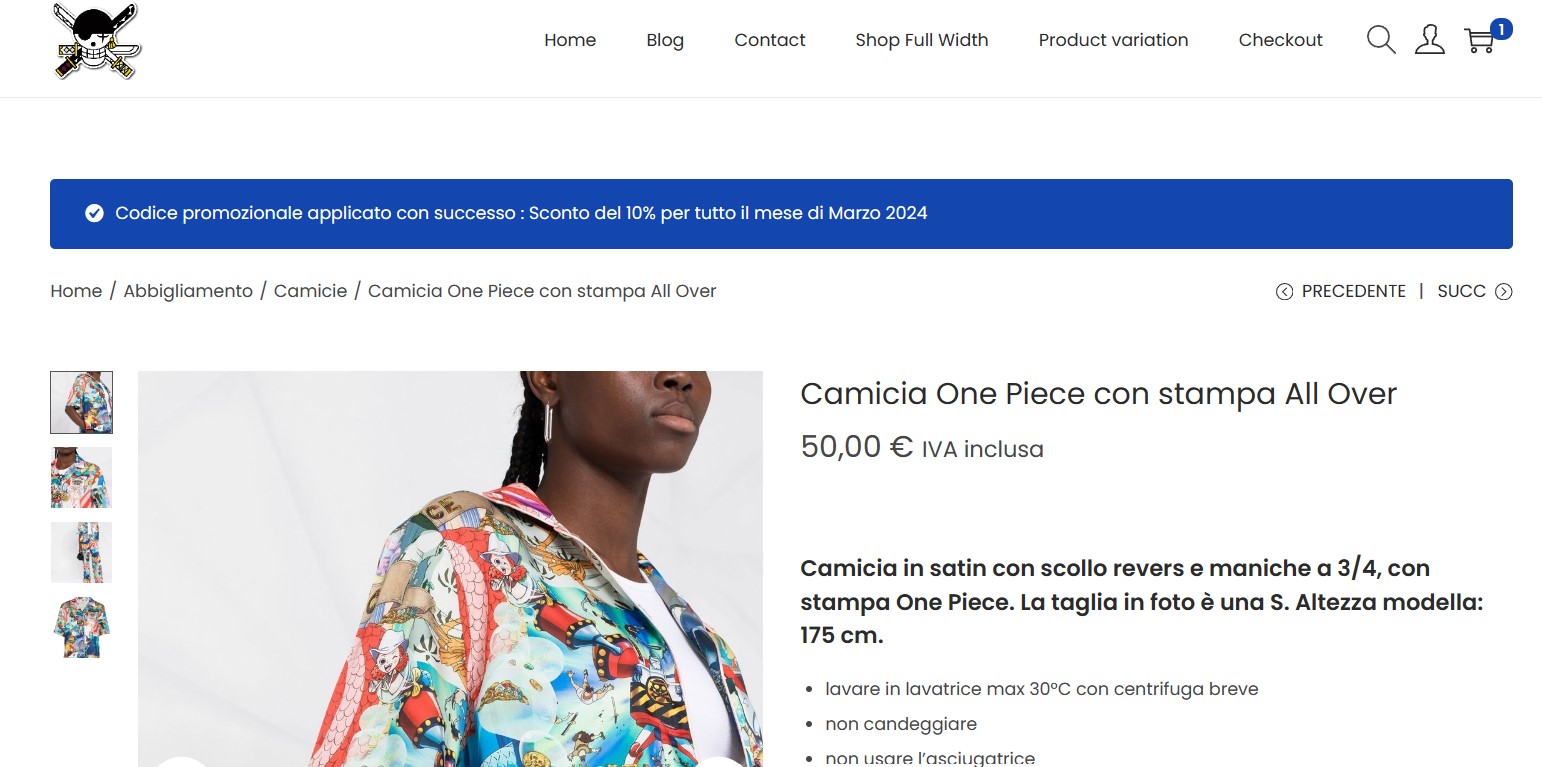 Home Blog Contact Shop Full Width Product variation Checkout 1
Codice promozionale applicato con successo : Sconto del 10% per tutto il mese di Marzo 2024
Home / Abbigliamento / Camicie / Camicia One Piece con stampa All Over
PRECEDENTE | SUCC
CE
Camicia One Piece con stampa All Over
50,00 € IVA inclusa
Camicia in satin con scollo revers e maniche a 3/4, con
stampa One Piece. La taglia in foto è una S. Altezza modella:
175 cm.
• lavare in lavatrice max 30°C con centrifuga breve
• non candeggiare
• non usare l’asciugatrice